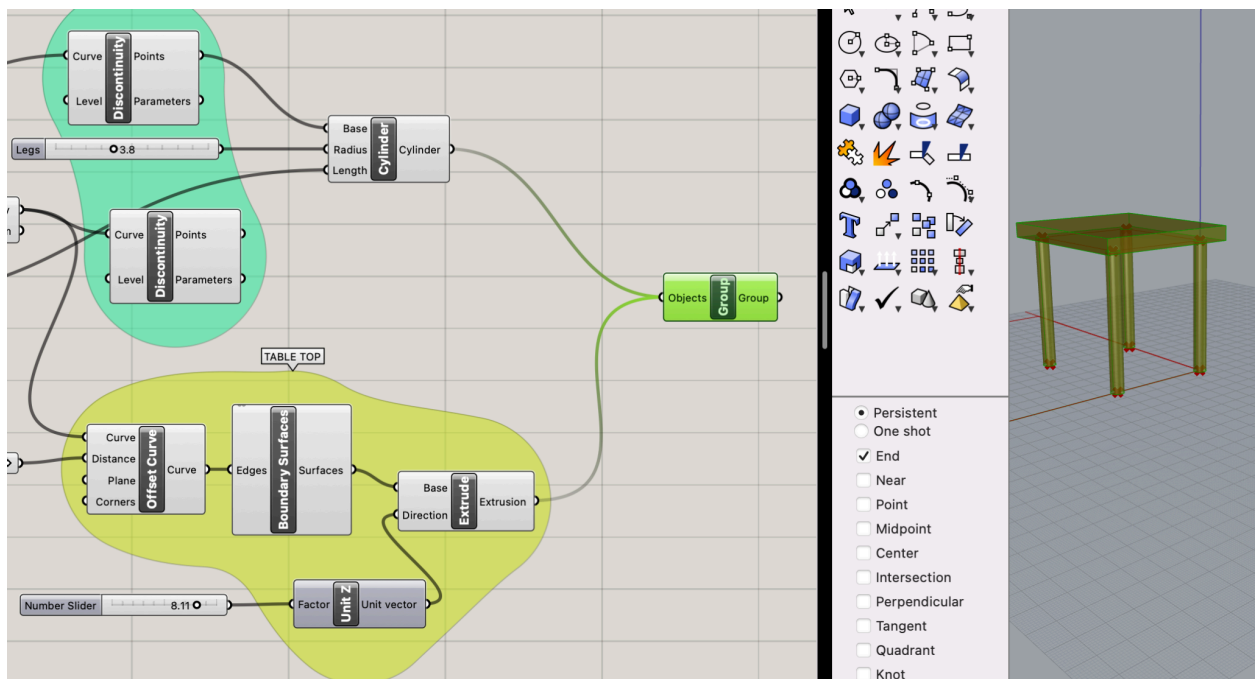 Curve Points
Discontinuity
Level Parameters
Legs 3.8
Base
Radius Cylinder
Length
Cylinder
Curve Points
Discontinuity
Level Parameters
Objects Group
Group
TABLE TOP
Curve
Distance
Plane
Corners
Offset Curve
Curve
Edges Surfaces
Boundary Surfaces
Base
Direction
Extrude
Extrusion
Number Slider 8.11
Factor Unit vector
Unit Z
T
Persistent
One shot
End
Near
Point
Midpoint
Center
Intersection
Perpendicular
Tangent
Quadrant
Knot